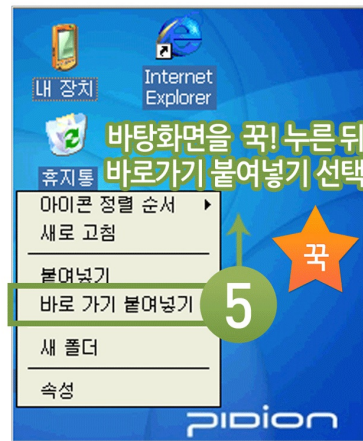 내 장치
Internet
Explorer
휴지통
바탕화면을 꾹! 누른 뒤
바로가기 붙여넣기 선택
아이콘 정렬 순서
새로 고침
붙여넣기
바로 가기 붙여넣기
새 폴더
속성
꾹
5
PIDION